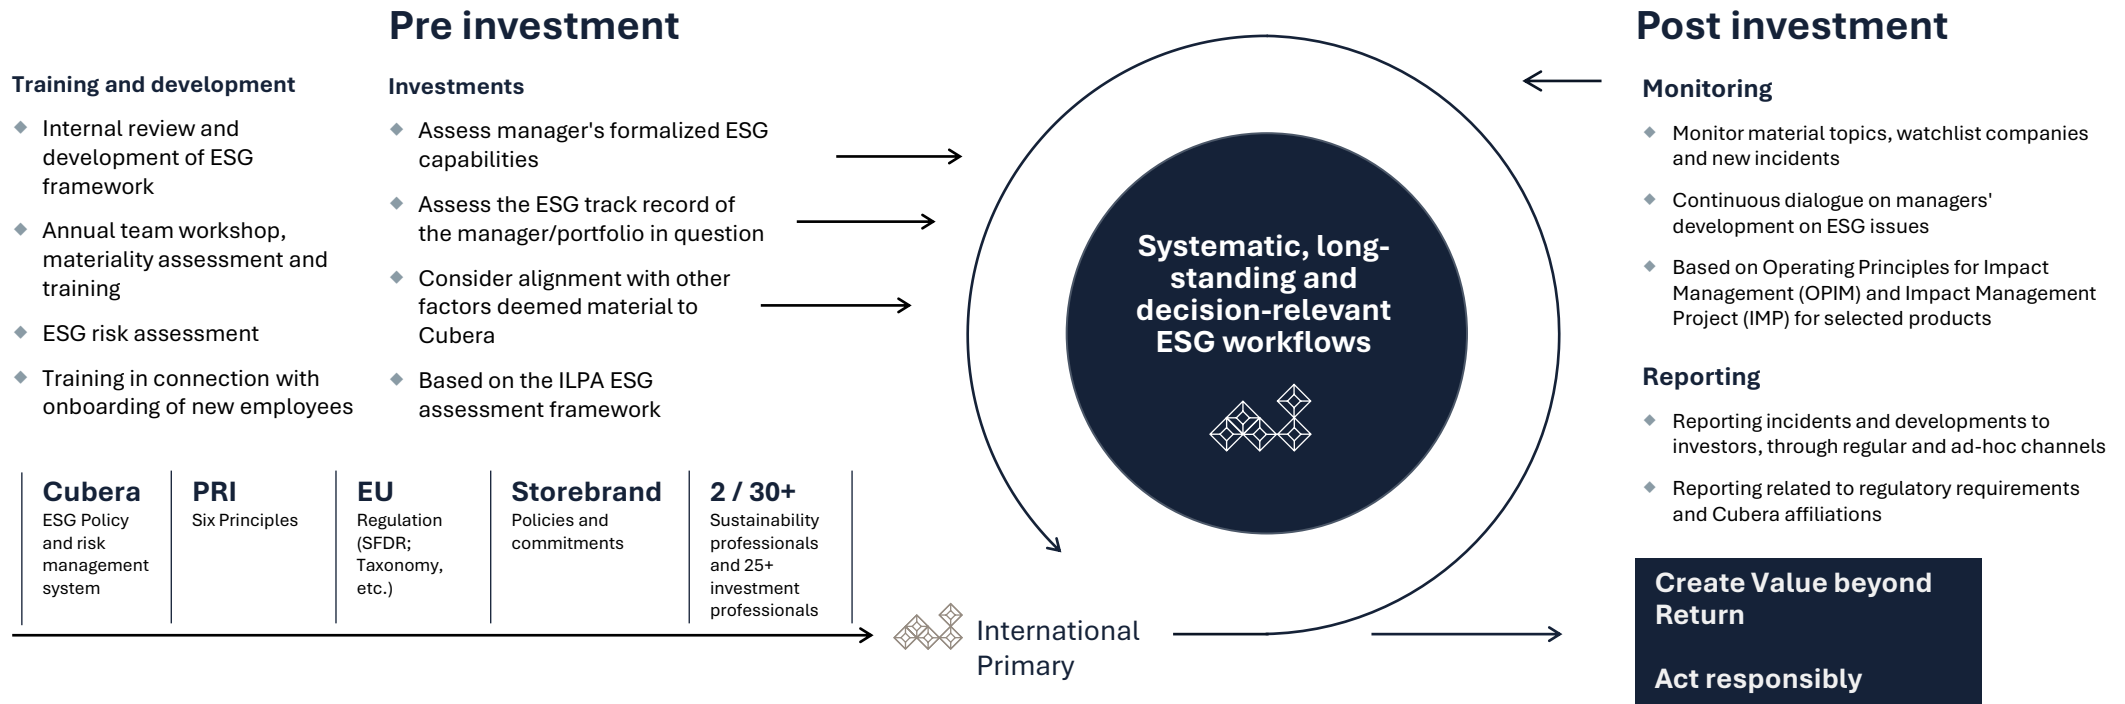 Pre investment
Training and development
Internal review and
development of ESG
framework
Annual team workshop,
materiality assessment and
training
ESG risk assessment
Training in connection with
onboarding of new employees
Investments
Assess manager's formalized ESG
capabilities
Assess the ESG track record of
the manager/portfolio in question
Consider alignment with other
factors deemed material to
Cubera
Based on the ILPA ESG
assessment framework
Cubera
ESG Policy
and risk
management
system
PRI
Six Principles
EU
Regulation
(SFDR;
Taxonomy,
etc.)
Storebrand
Policies and
commitments
2 / 30+
Sustainability
professionals
and 25+
investment
professionals
International
Primary
Systematic, long-
standing and
decision-relevant
ESG workflows
Post investment
Monitoring
Monitor material topics, watchlist companies
and new incidents
Continuous dialogue on managers'
development on ESG issues
Based on Operating Principles for Impact
Management (OPIM) and Impact Management
Project (IMP) for selected products
Reporting
Reporting incidents and developments to
investors, through regular and ad-hoc channels
Reporting related to regulatory requirements
and Cubera affiliations
Create Value beyond
Return
Act responsibly